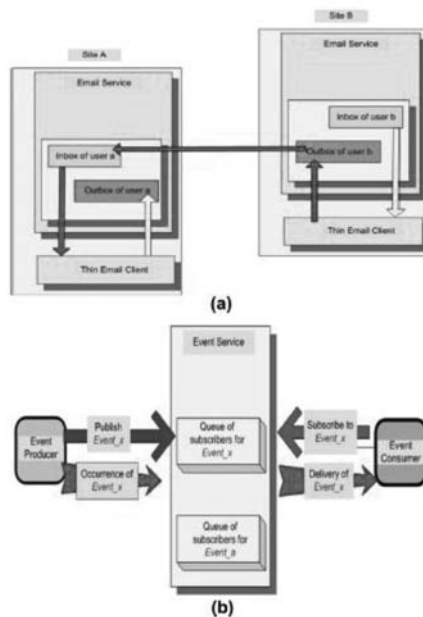 Site A
Site B
Email Service
Email Service
Inbox of user a
Outbox of user a
Inbox of user b
Outbox of user b
Thin Email Client
Thin Email Client
(a)
Event Service
Event
Producer
Publish
Event_x
Occurrence of
Event_x
Queue of
subscribers for
Event_x
Queue of
subscribers for
Event_a
Subscribe to
Event_x
Delivery of
Event_x
Event
Consumer
(b)